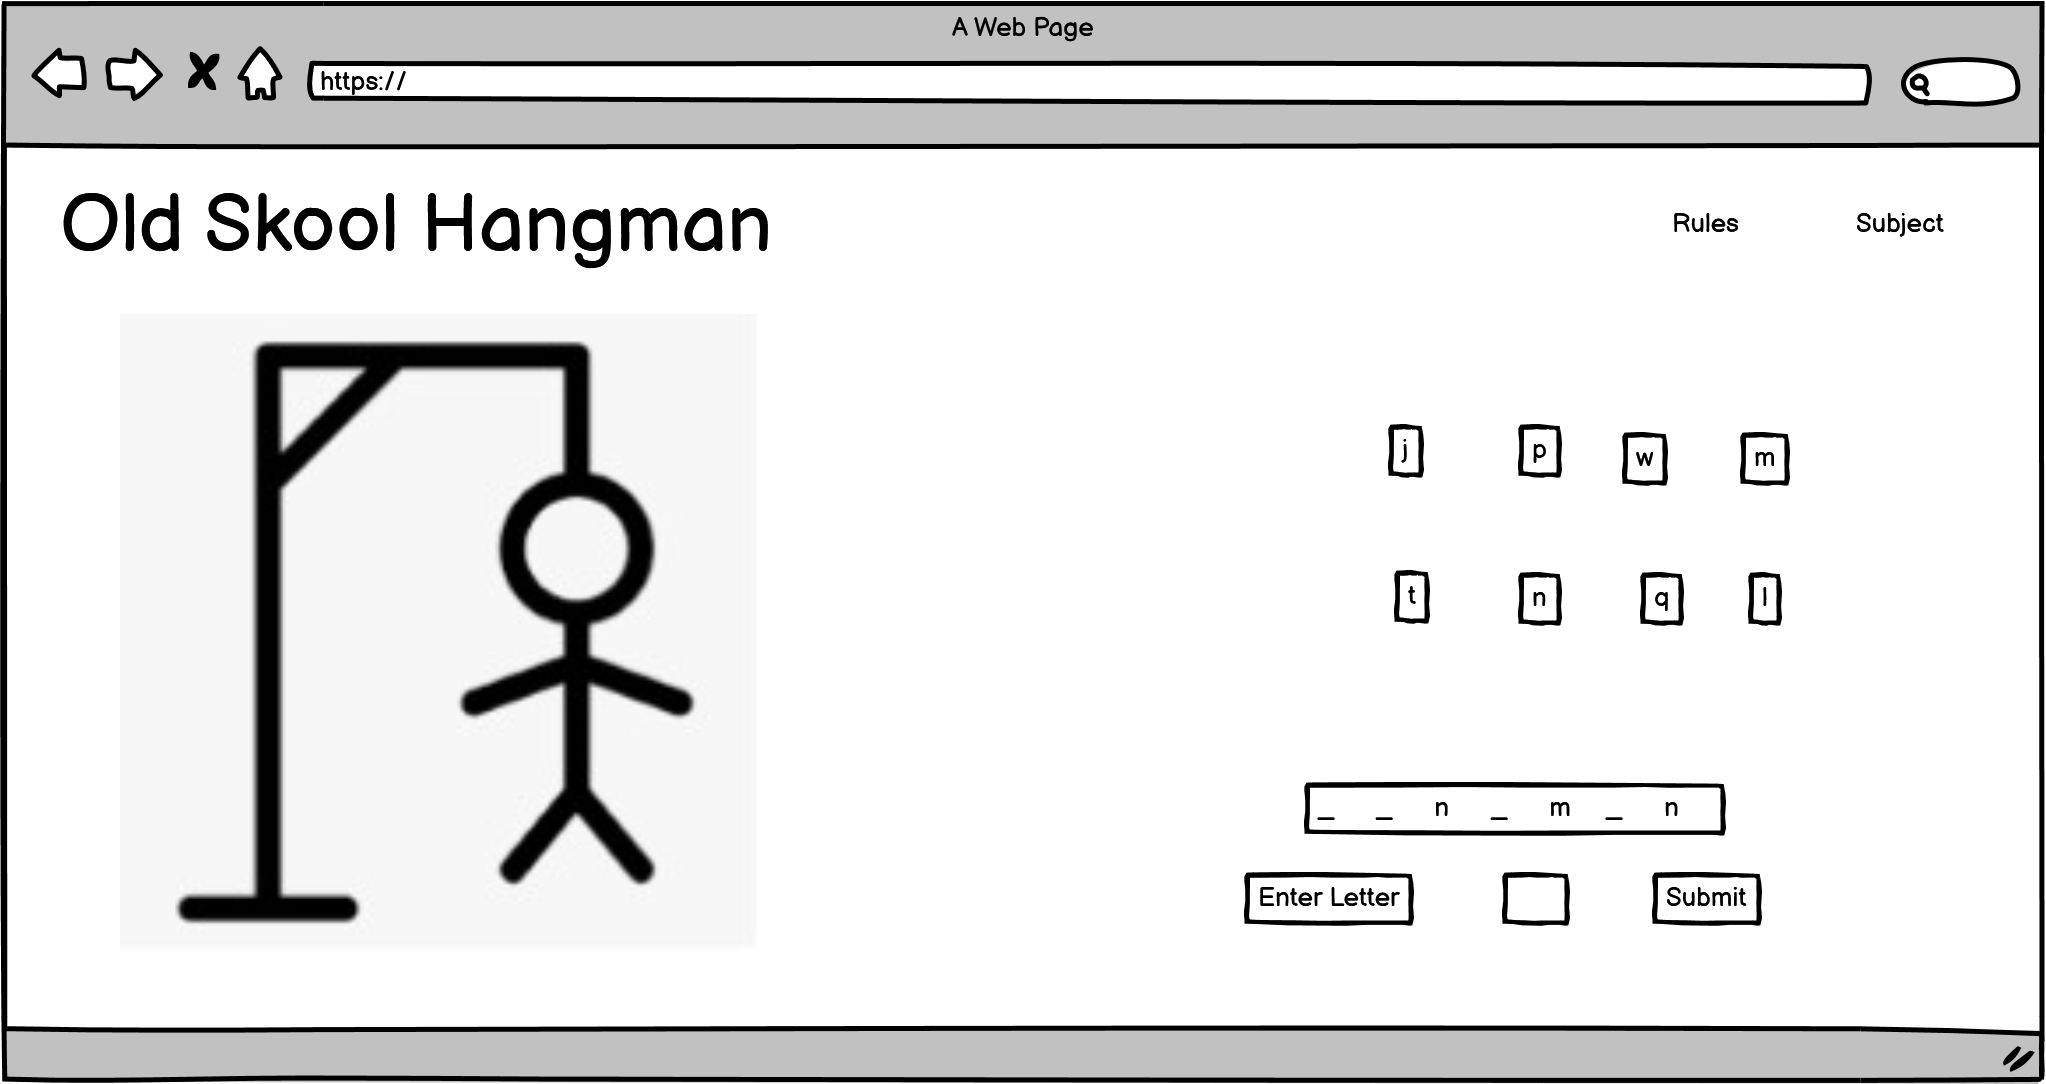 A Web Page
https://
Old Skool Hangman
Rules Subject
j p w m
t n q l
_ _ n _ m _ n
Enter Letter Submit